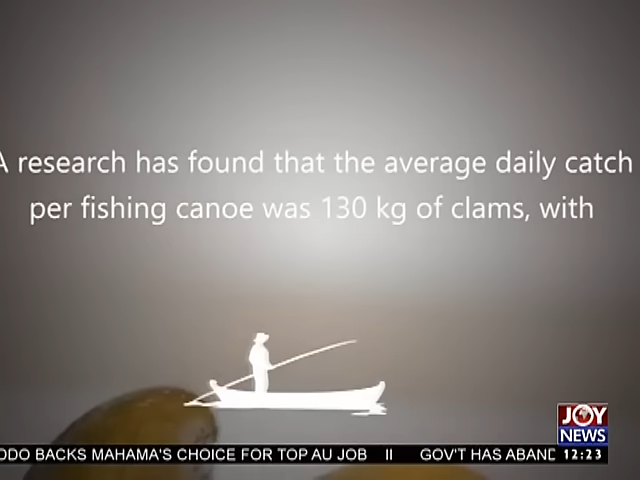 A research has found that the average daily catch
per fishing canoe was 130 kg of clams, with
JOY
NEWS
BACKS MAHAMA'S CHOICE FOR TOP AU JOB II GOV'T HAS 12:23